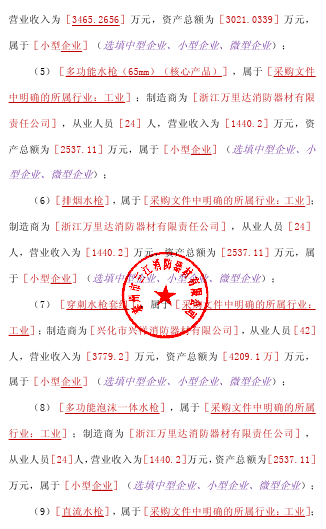 营业收入为［3465.2656］万元，资产总额为［3021.0339］万元，
属于［小型企业］（选填中型企业、小型企业、微型企业）；
（5）［多功能水枪（65mm）（核心产品）］，属于［采购文件
中明确的所属行业：工业］；制造商为［浙江万里达消防器材有限
责任公司］，从业人员［24］人，营业收入为［1440.2］万元，资
产总额为［2537.11］万元，属于［小型企业］（选填中型企业、小
型企业、微型企业）；
（6）［排烟水枪］，属于［采购文件中明确的所属行业：工业］；
制造商为［浙江万里达消防器材有限责任公司］，从业人员［24］
人，营业收入为［1440.2］万元，资产总额为［2537.11］万元，属
于［小型企业］（选填中型企业、小型企业、微型企业）；
（7）［穿刺水枪套组］，属于［采购文件中明确的所属行业：
工业］；制造商为［兴化市兴　消防器材有限公司］，从业人员［42］
人，营业收入为［3779.2］万元，资产总额为［4209.1万］万元，
属于［小型企业］（选填中型企业、小型企业、微型企业）；
（8）［多功能泡沫一体水枪］，属于［采购文件中明确的所属
行业：工业］；制造商为［浙江万里达消防器材有限责任公司］，
从业人员［24］人，营业收入为［1440.2］万元，资产总额为［2537.11］
万元，属于［小型企业］（选填中型企业、小型企业、微型企业）；
（9）［直流水枪］，属于［采购文件中明确的所属行业：工业］；